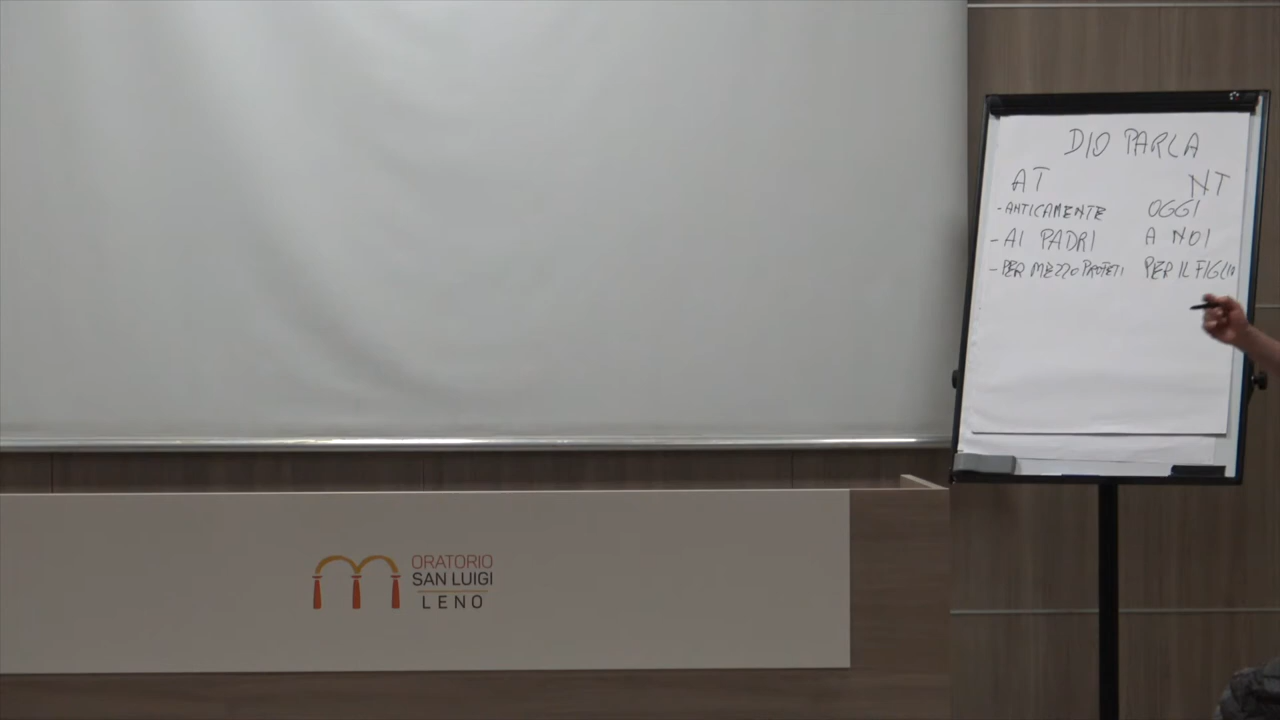 DIO PARLA
AT NT
- ANTICAMENTE OGGI
- AI PADRI A NOI
- PER MEZZO PROFETI PER IL FIGLIO
ORATORIO
SAN LUIGI
LENO